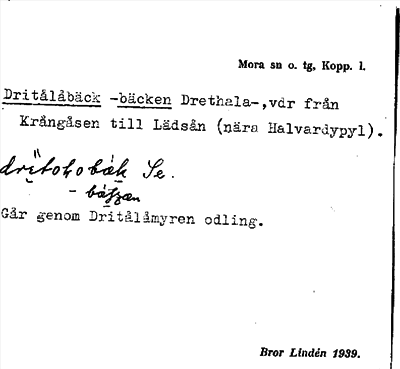 Mora sn o. tg, Kopp. l.
Dritålåbäck -bäcken Drethala-,vdr från
Krångåsen till Lädsån (nära Halvardypyl).
Se.
Går genom Dritålåmyren odling.
Bror Lindén 1939.